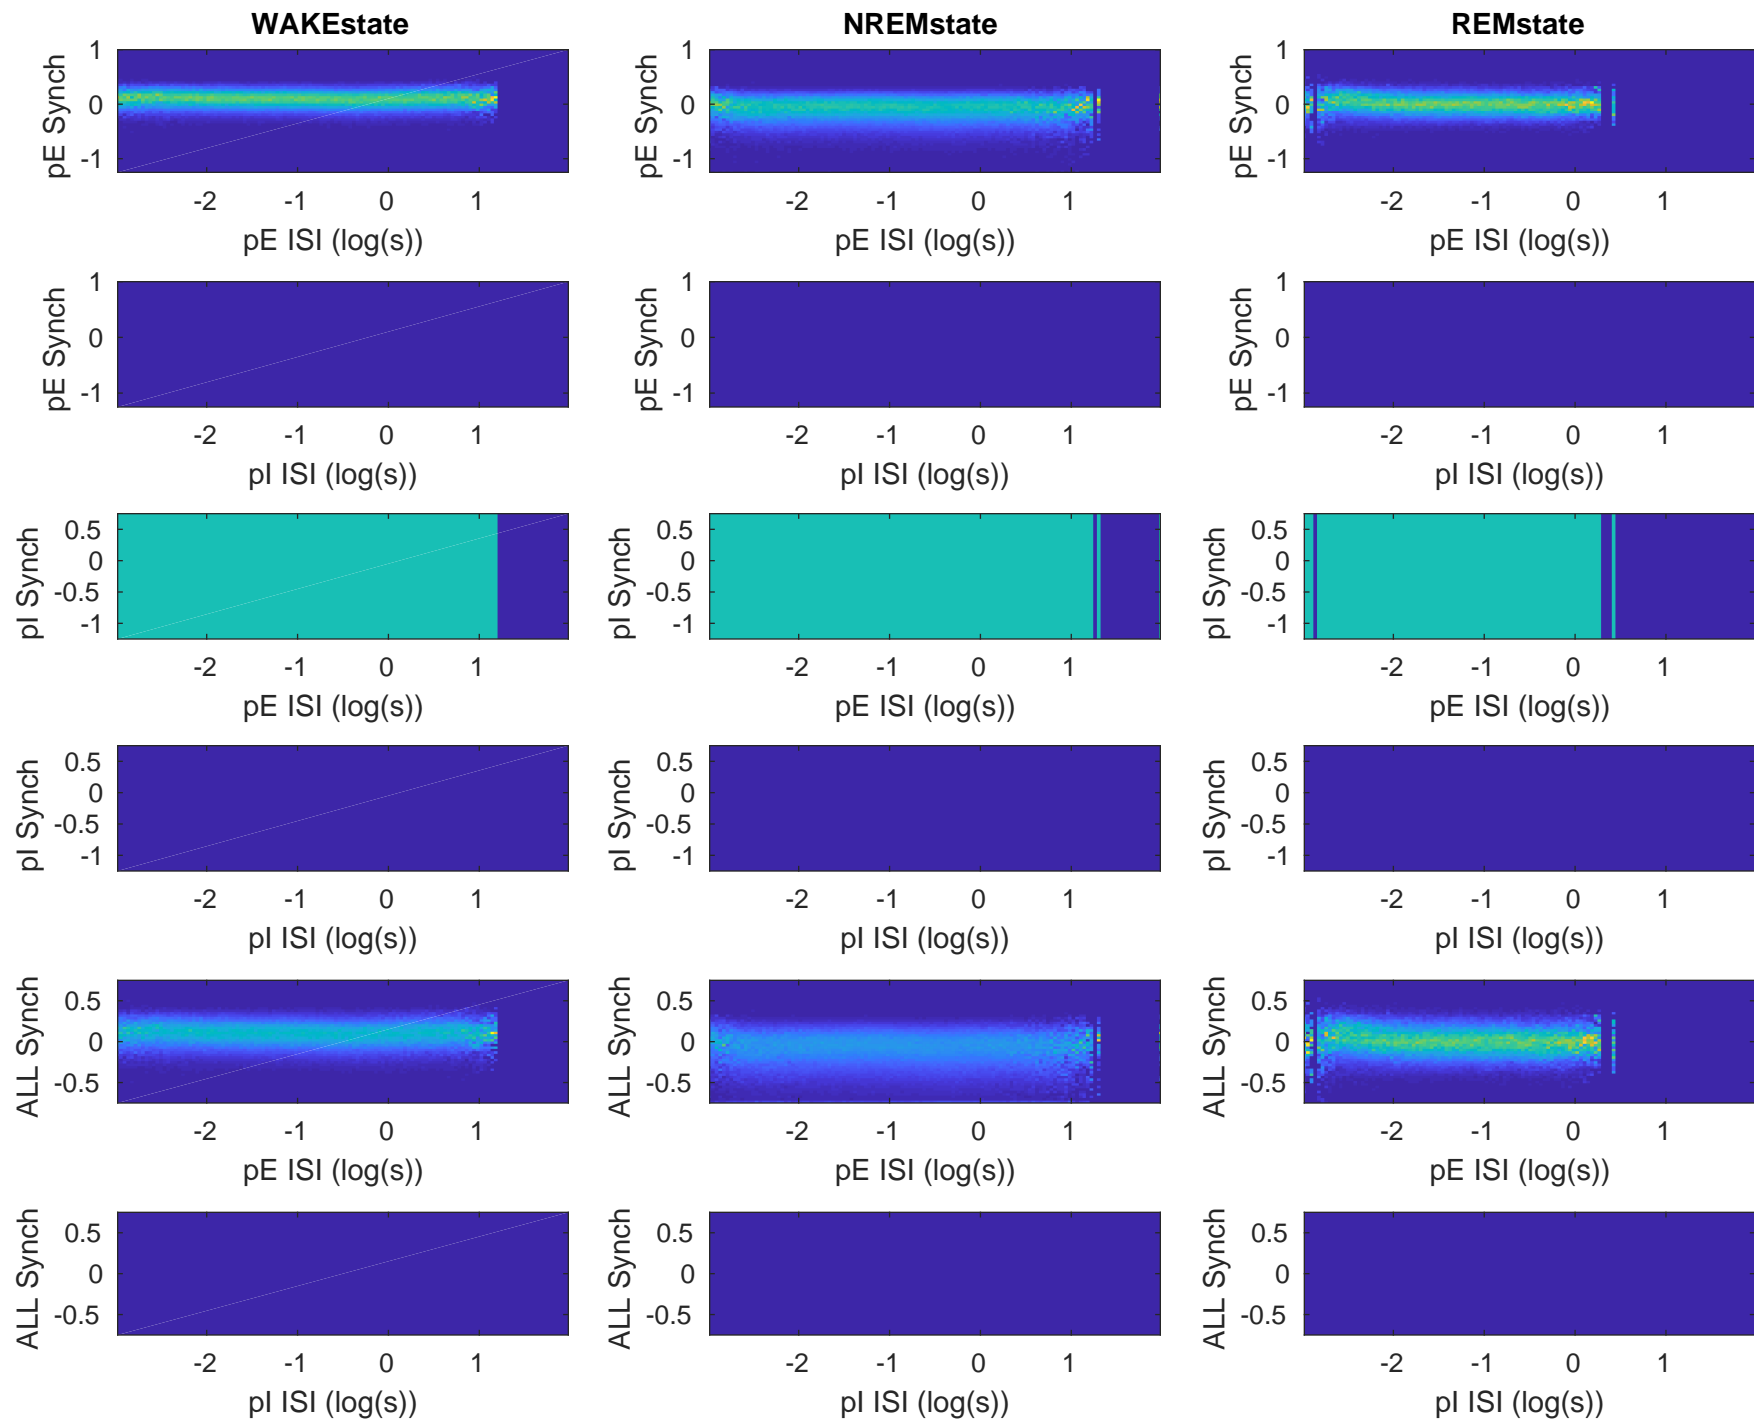 WAKEstate NREMstate REMstate
1 1 1
pE Synch pE Synch pE Synch
0 0 0
-1 -1 -1
-2 -1 0 1 -2 -1 0 1 -2 -1 0 1
pE ISI (log(s)) pE ISI (log(s)) pE ISI (log(s))
1 1 1
pE Synch pE Synch pE Synch
0 0 0
-1 -1 -1
-2 -1 0 1 -2 -1 0 1 -2 -1 0 1
pI ISI (log(s)) pI ISI (log(s)) pI ISI (log(s))
0.5 0.5 0.5
pI Synch pI Synch pI Synch
0 0 0
-0.5 -0.5 -0.5
-1 -1 -1
-2 -1 0 1 -2 -1 0 1 -2 -1 0 1
pE ISI (log(s)) pE ISI (log(s)) pE ISI (log(s))
0.5 0.5 0.5
pI Synch pI Synch pI Synch
0 0 0
-0.5 -0.5 -0.5
-1 -1 -1
-2 -1 0 1 -2 -1 0 1 -2 -1 0 1
pI ISI (log(s)) pI ISI (log(s)) pI ISI (log(s))
0.5 0.5 0.5
ALL Synch ALL Synch ALL Synch
0 0 0
-0.5 -0.5 -0.5
-2 -1 0 1 -2 -1 0 1 -2 -1 0 1
pE ISI (log(s)) pE ISI (log(s)) pE ISI (log(s))
0.5 0.5 0.5
ALL Synch ALL Synch ALL Synch
0 0 0
-0.5 -0.5 -0.5
-2 -1 0 1 -2 -1 0 1 -2 -1 0 1
pI ISI (log(s)) pI ISI (log(s)) pI ISI (log(s))